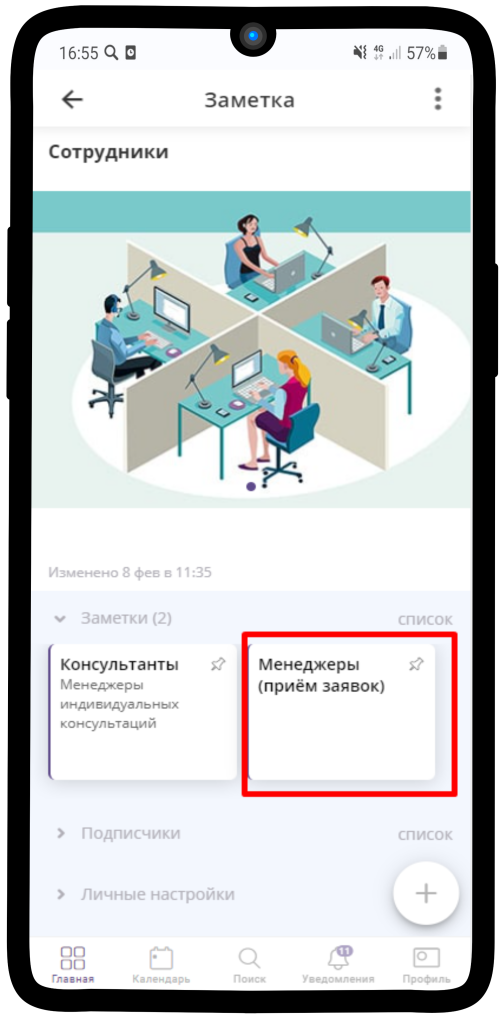 16:55
4G
57%
Заметка
Сотрудники
Изменено 8 фев в 11:35
Заметки (2)
список
Консультанты
Менеджеры
индивидуальных
консультаций
Менеджеры
(приём заявок)
Подписчики
список
Личные настройки
11
Главная
Календарь
Поиск
Уведомления
Профиль